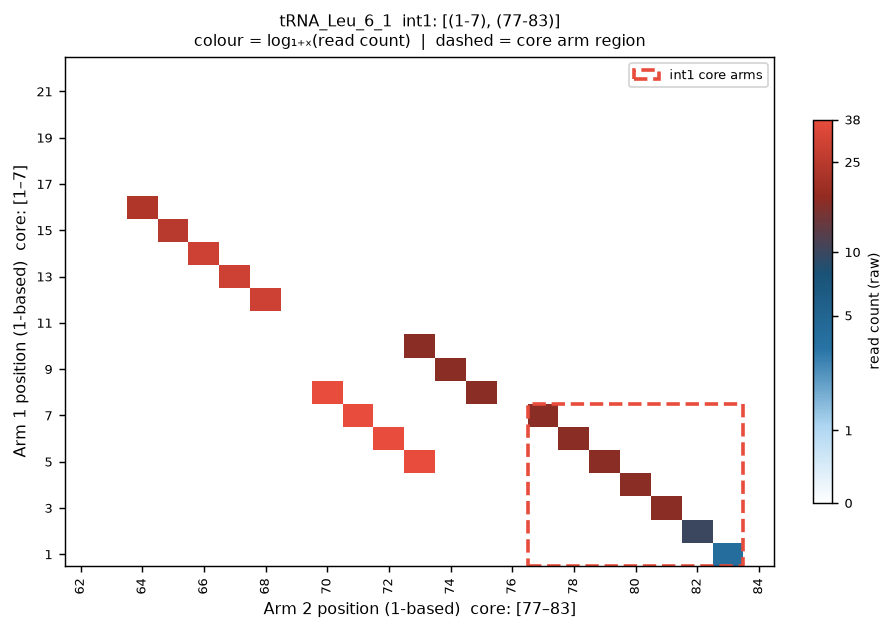 tRNA_Leu_6_1  int1: [(1-7), (77-83)]
colour = log₁₊ₓ(read count)  |  dashed = core arm region
int1 core arms
Arm 1 position (1-based)  core: [1–7]
21
19
17
15
13
11
9
7
5
3
1
62 64 66 68 70 72 74 76 78 80 82 84
Arm 2 position (1-based)  core: [77–83]
38
25
10
5
1
0
read count (raw)